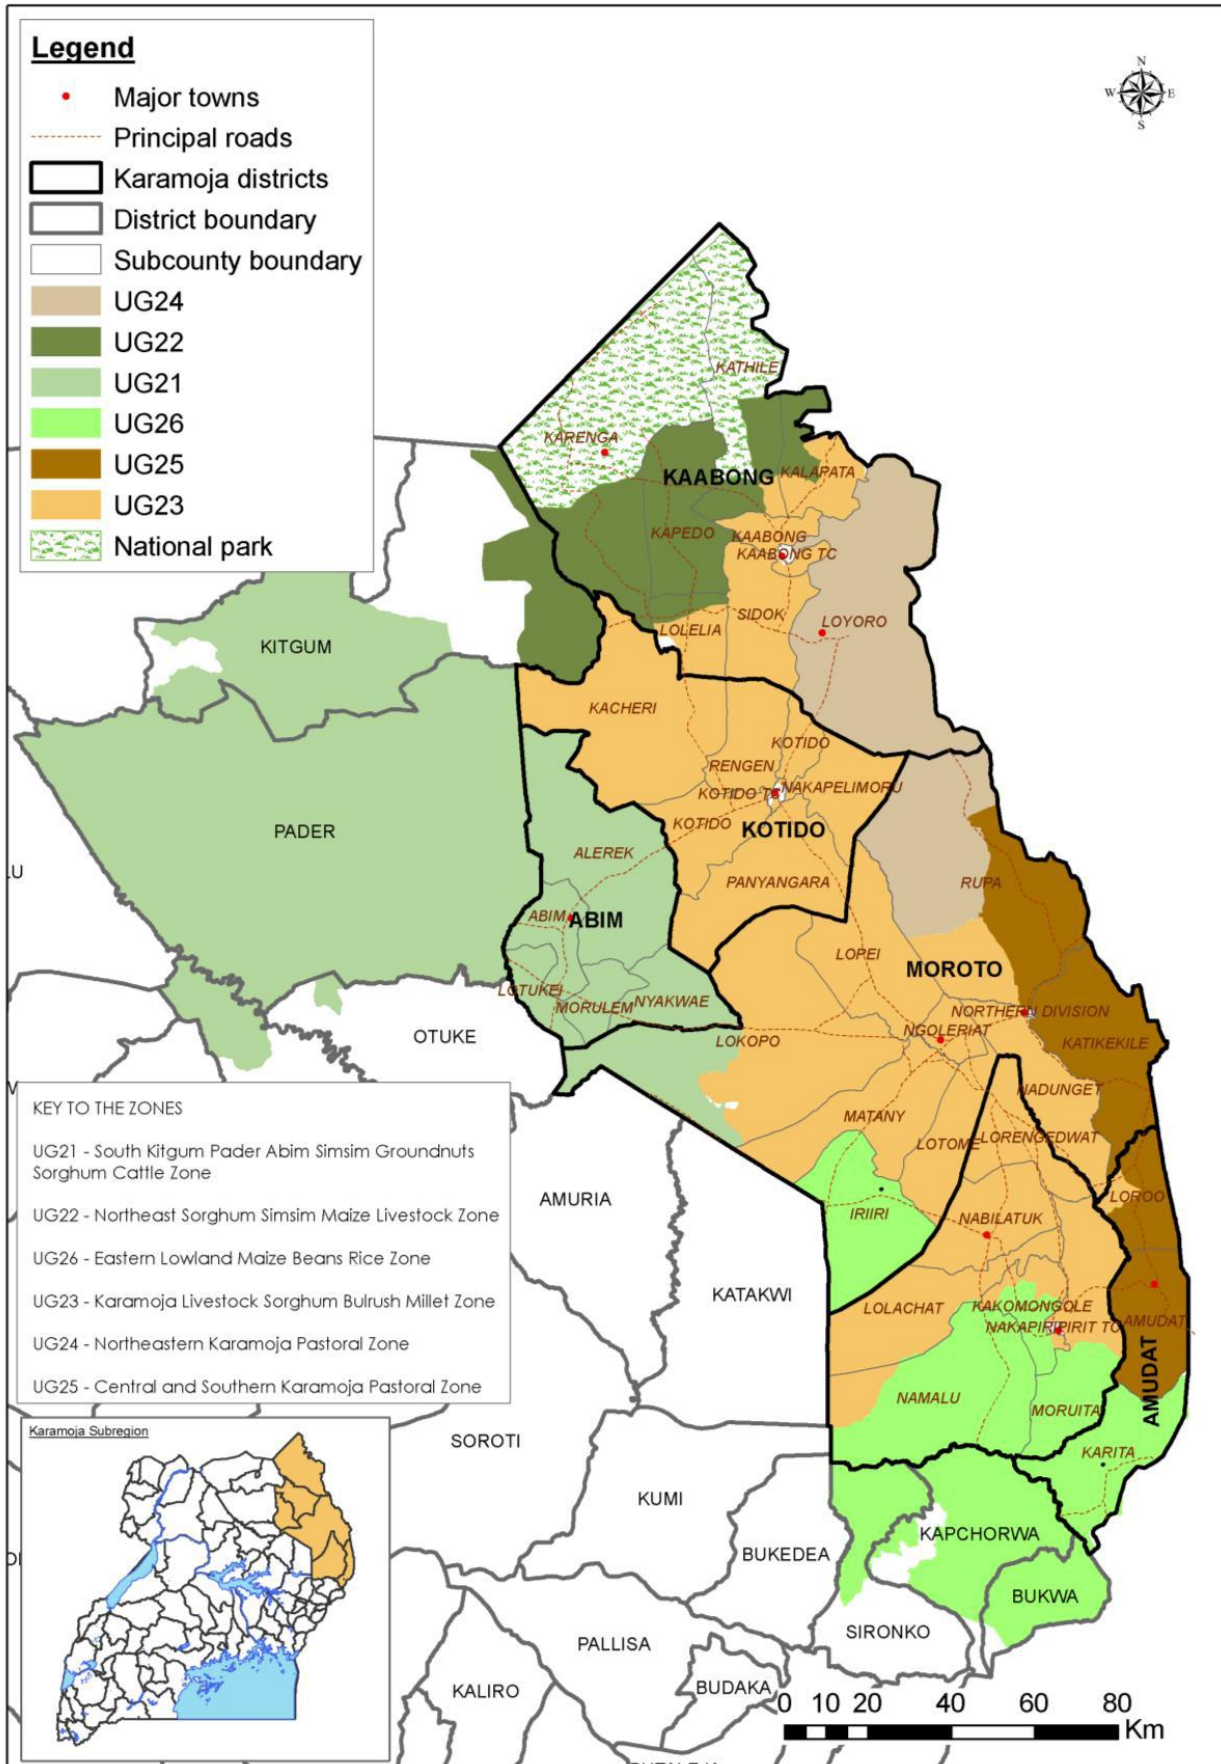 Legend
Major towns
Principal roads
Karamoja districts
District boundary
Subcounty boundary
UG24
UG22
UG21
UG26
UG25
UG23
National park
N
W
E
S
KATHILE
KARENGA
KAABONG
KALAPATA
KAPEDO
KAABONG
KAABONG TC
SIDOK
LOYORO
LOLELIA
KITGUM
KACHERI
KOTIDO
RENGEN
KOTIDO TC
NAKAPELIMORU
KOTIDO
KOTIDO
PADER
ALEREK
PANYANGARA
RUPA
ABIM
ABIM
LOPEI
MOROTO
LOTUKEI
MORULEM
NYAKWAE
NORTHERN DIVISION
OTUKE
LOKOPO
NGOLERIAT
KATIKEKILE
NADUNGET
MATANY
LOTOME
LORENGEDWAT
KEY TO THE ZONES
UG21 - South Kitgum Pader Abim Simsim Groundnuts
Sorghum Cattle Zone
UG22 - Northeast Sorghum Simsim Maize Livestock Zone
UG26 - Eastern Lowland Maize Beans Rice Zone
UG23 - Karamoja Livestock Sorghum Bulrush Millet Zone
UG24 - Northeastern Karamoja Pastoral Zone
UG25 - Central and Southern Karamoja Pastoral Zone
AMURIA
IRIIRI
NABILATUK
LOROO
KATAKWI
LOLACHAT
KAKOMONGOLE
NAKAPIRIPIRIT TC
AMUDAT
AMUDAT
NAMALU
MORUITA
KARITA
Karamoja Subregion
SOROTI
KUMI
BUKEDEA
KAPCHORWA
BUKWA
SIRONKO
PALLISA
BUDAKA
KALIRO
0 10 20 40 60 80
Km